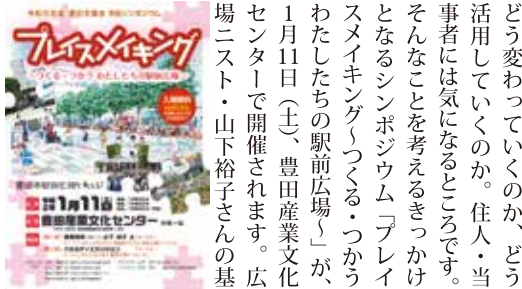 どう変わっていくのか、どう
活用していくのか。住人・当
事者には気になるところです。
そんなことを考えるきっかけ
となるシンポジウム「プレイ
スメイキング~つくる・つかう
わたしたちの駅前広場~」が、
1月11日(土)、豊田産業文化
センターで開催されます。広
場ニスト・山下裕子さんの基
プレイスメイキング
つくる・つかう わたしたちの駅前広場
入場無料
1月11日
豊田産業文化センター